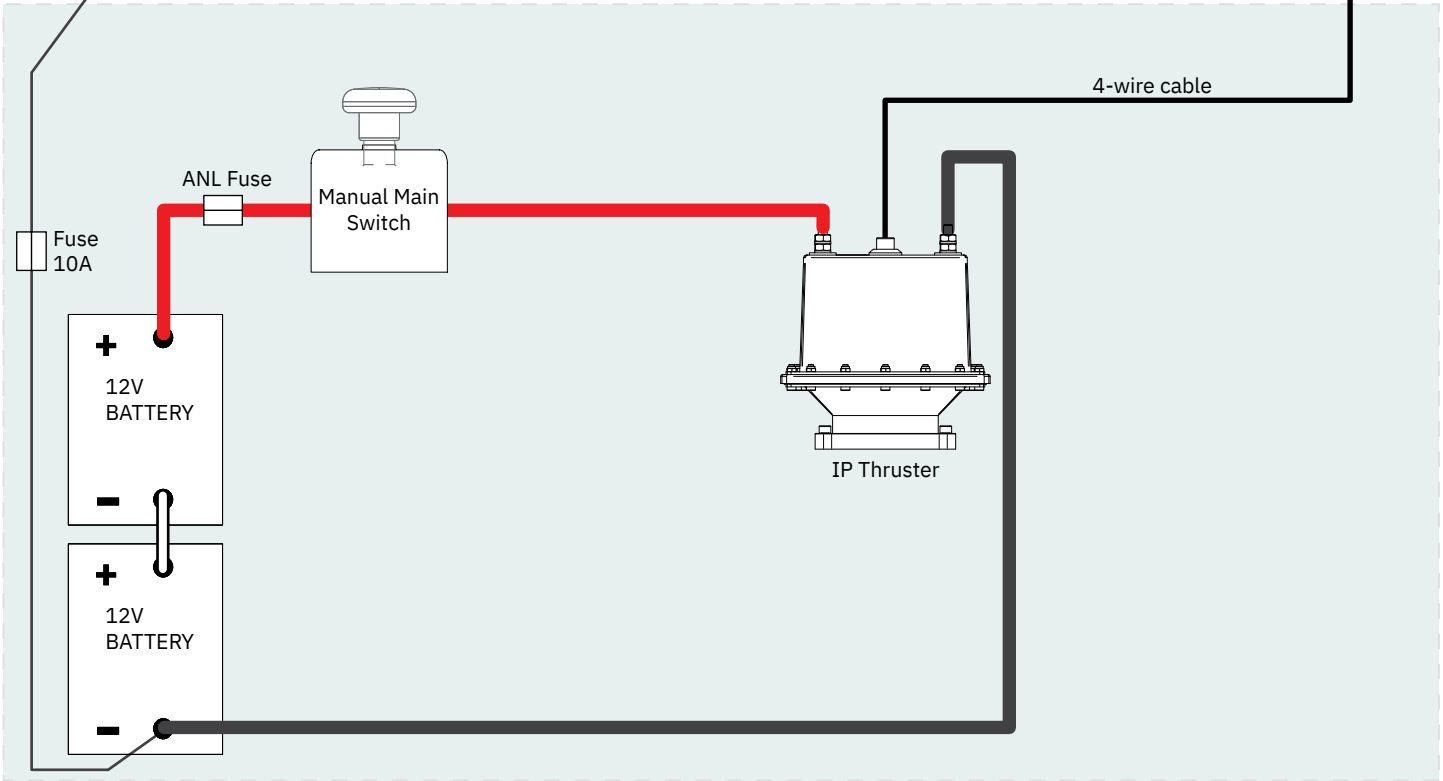 4-wire cable
ANL Fuse
Manual Main
Switch
Fuse
10A
+
12V
BATTERY
-
IP Thruster
+
12V
BATTERY
-